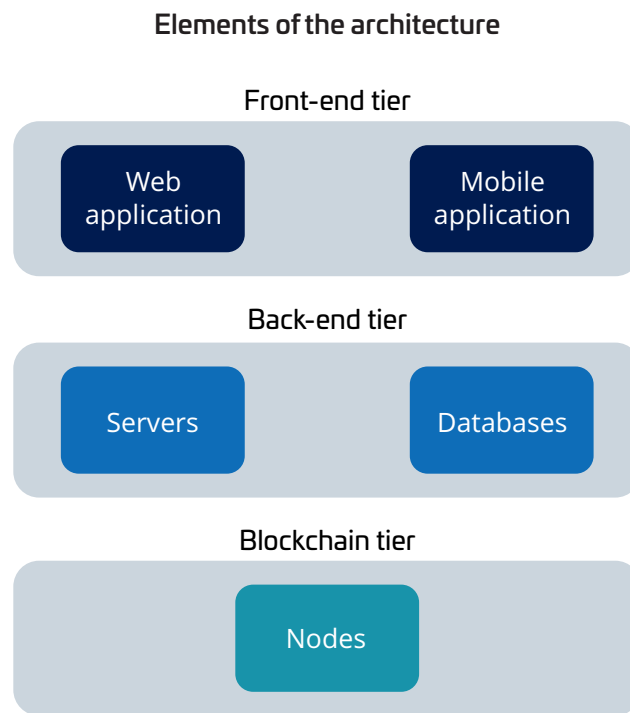 Elements of the architecture
Front-end tier
Web
application
Mobile
application
Back-end tier
Servers
Databases
Blockchain tier
Nodes